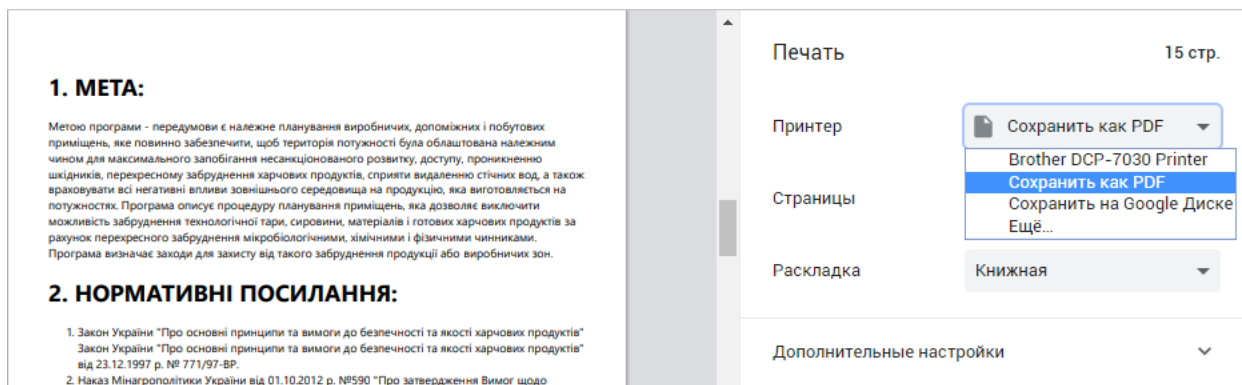 1. МЕТА:
Метою програми - передумови є належне планування виробничих, допоміжних і побутових
приміщень, яке повинно забезпечити, щоб територія потужності була облаштована належним
чином для максимального запобігання несанкціонованого розвитку, доступу, проникненню
шкідників, перехресному забруднення харчових продуктів, сприяти видаленню стічних вод, а також
враховувати всі негативні впливи зовнішнього середовища на продукцію, яка виготовляється на
потужностях. Програма описує процедуру планування приміщень, яка дозволяє виключити
можливість забруднення технологічної тари, сировини, матеріалів і готових харчових продуктів за
рахунок перехресного забруднення мікробіологічними, хімічними і фізичними чинниками.
Програма визначає заходи для захисту від такого забруднення продукції або виробничих зон.
2. НОРМАТИВНІ ПОСИЛАННЯ:
1. Закон України "Про основні принципи та вимоги до безпечності та якості харчових продуктів"
Закон України "Про основні принципи та вимоги до безпечності та якості харчових продуктів"
від 23.12.1997 р. № 771/97-ВР.
2. Наказ Мінагрополітики України від 01.10.2012 р. №590 "Про затвердження Вимог щодо
Печать 15 стр.
Принтер Сохранить как PDF
Brother DCP-7030 Printer
Сохранить как PDF
Сохранить на Google Диске
Ещё...
Страницы
Раскладка Книжная
Дополнительные настройки